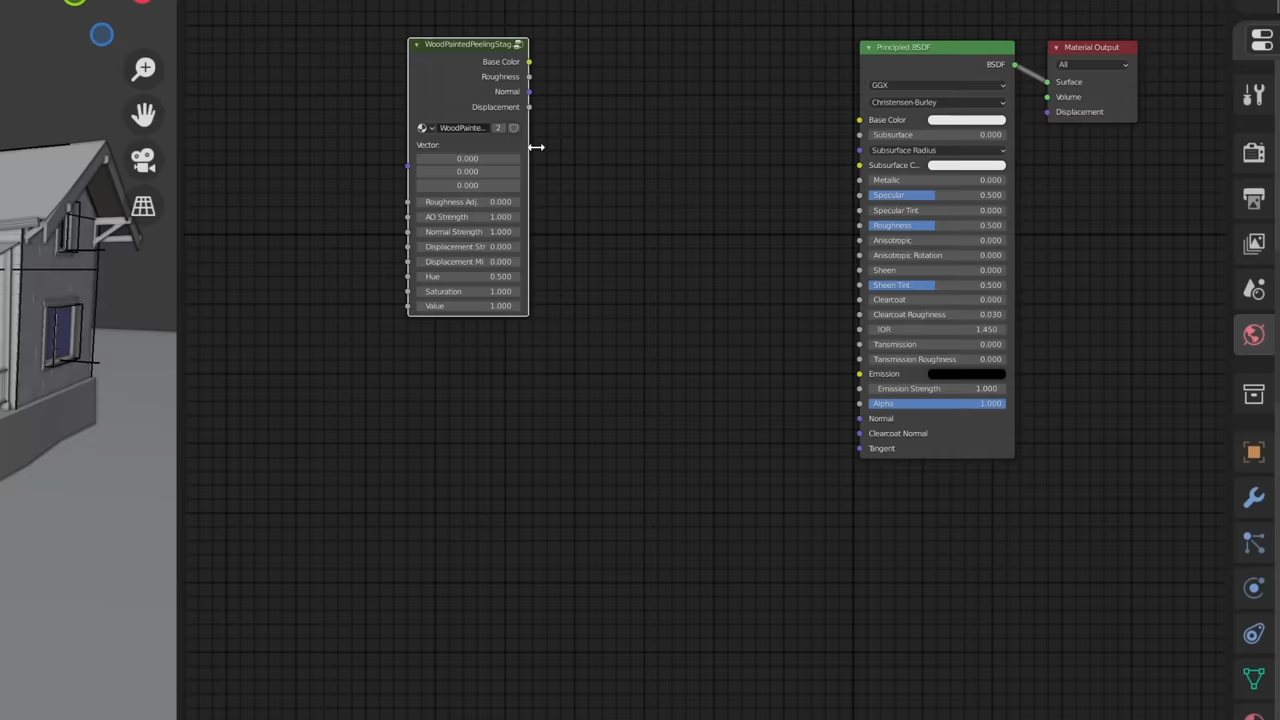 WoodPaintedPeelingStag
Base Color
Roughness
Normal
Displacement
WoodPainte... 2
Vector:
0.000
0.000
0.000
Roughness Adj. 0.000
AO Strength 1.000
Normal Strength 1.000
Displacement Str 0.000
Displacement Mi 0.000
Hue 0.500
Saturation 1.000
Value 1.000
Principled BSDF
BSDF
GGX
Christensen-Burley
Base Color
Subsurface 0.000
Subsurface Radius
Subsurface C...
Metallic 0.000
Specular 0.500
Specular Tint 0.000
Roughness 0.500
Anisotropic 0.000
Anisotropic Rotation 0.000
Sheen 0.000
Sheen Tint 0.500
Clearcoat 0.000
Clearcoat Roughness 0.030
IOR 1.450
Transmission 0.000
Transmission Roughness 0.000
Emission
Emission Strength 1.000
Alpha 1.000
Normal
Clearcoat Normal
Tangent
Material Output
All
Surface
Volume
Displacement